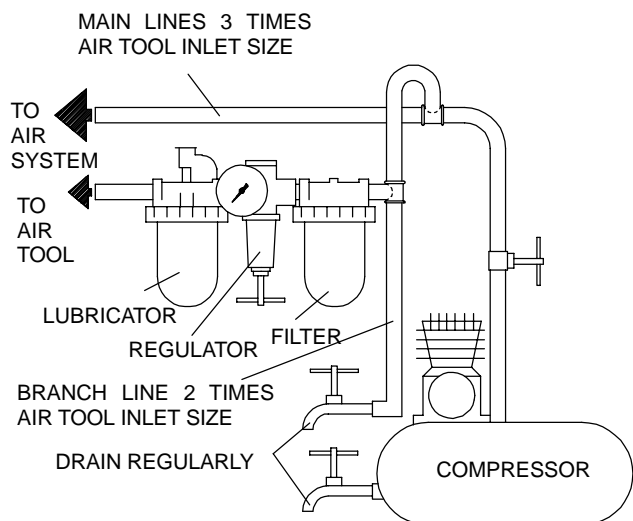 MAIN LINES 3 TIMES
AIR TOOL INLET SIZE
TO
AIR
SYSTEM
TO
AIR
TOOL
LUBRICATOR
REGULATOR
FILTER
BRANCH LINE 2 TIMES
AIR TOOL INLET SIZE
DRAIN REGULARLY
COMPRESSOR